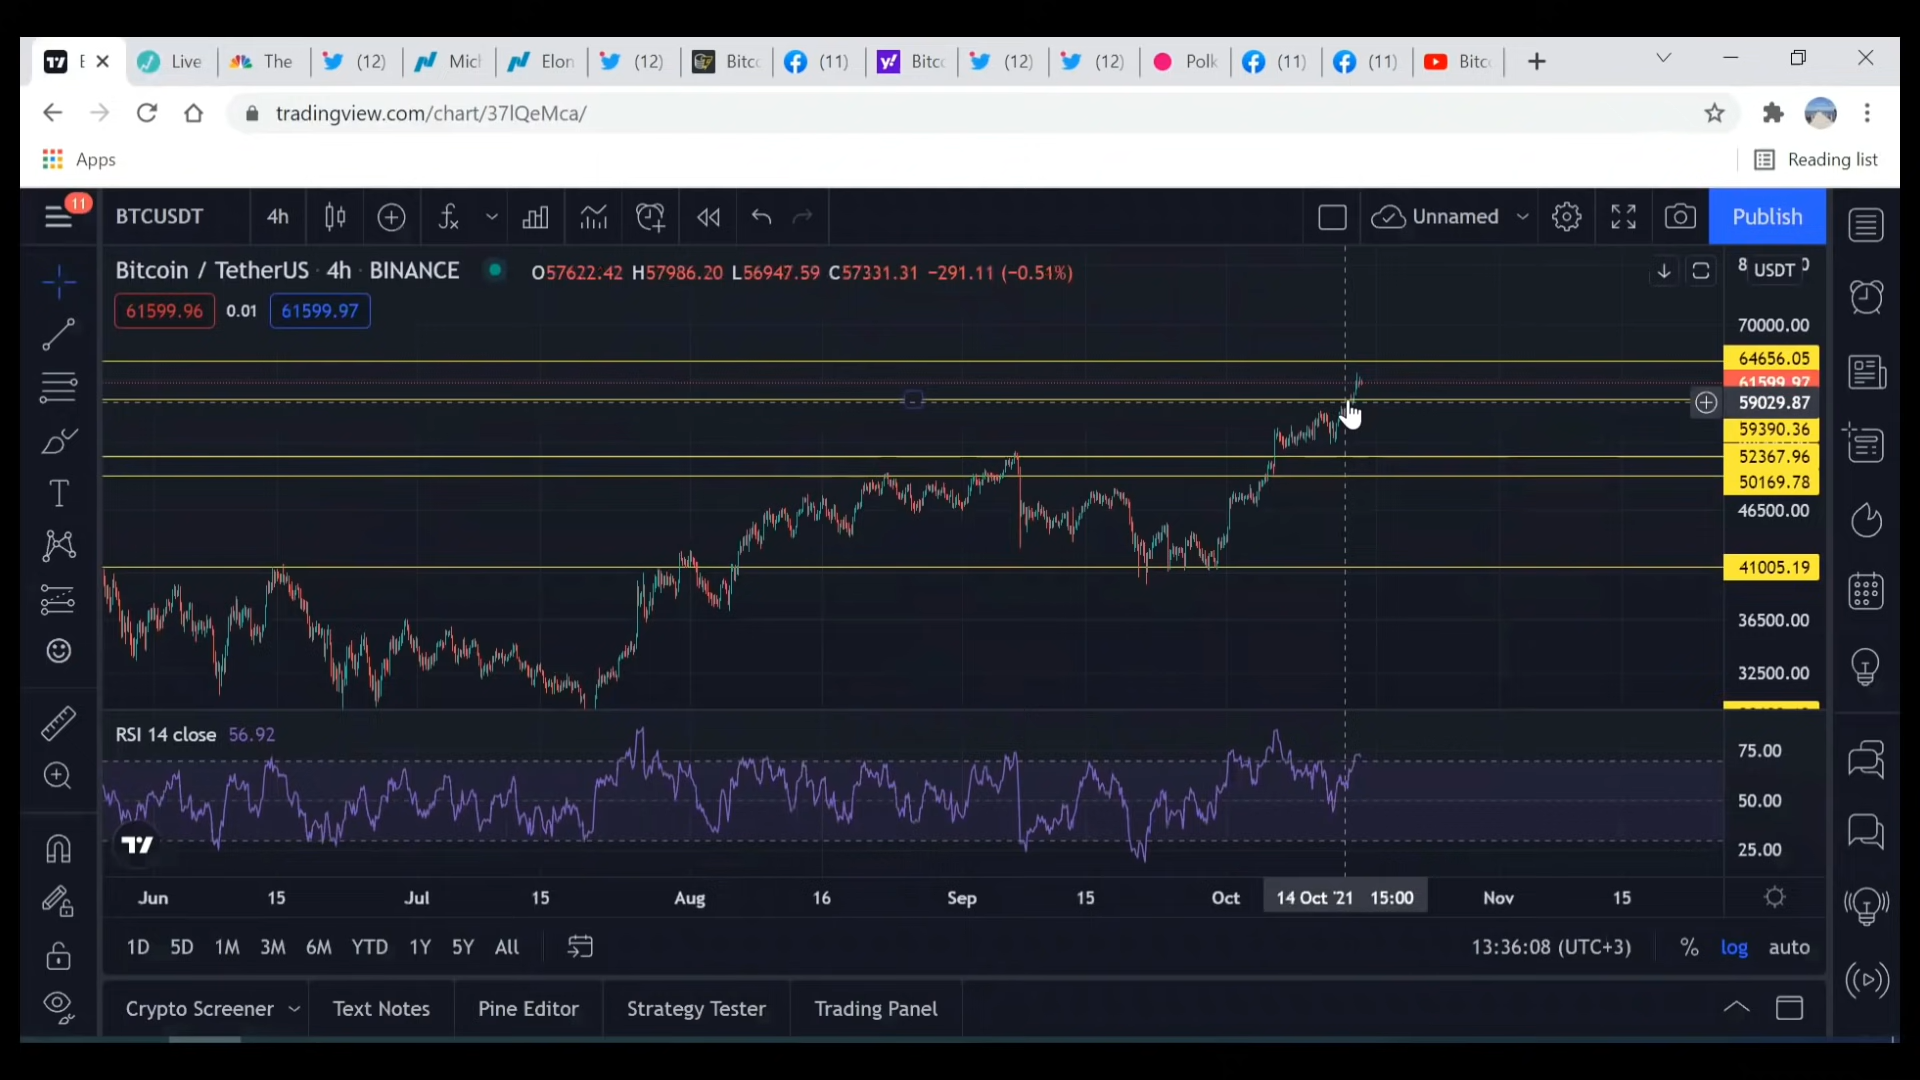 E Live The (12) Mich Elon (12) Bitc (11) Bitc (12) (12) Polk (11) (11) Bitc
tradingview.com/chart/37lQeMca/
Apps Reading list
11
BTCUSDT 4h Unnamed Publish
Bitcoin / TetherUS · 4h · BINANCE O57622.42 H57986.20 L56947.59 C57331.31 −291.11 (−0.51%)
USDT
61599.96 0.01 61599.97
70000.00
64656.05
61599.97
59029.87
59390.36
52367.96
50169.78
46500.00
41005.19
36500.00
32500.00
RSI 14 close 56.92
75.00
50.00
25.00
Jun 15 Jul 15 Aug 16 Sep 15 Oct 14 Oct '21 15:00 Nov 15
1D 5D 1M 3M 6M YTD 1Y 5Y All 13:36:08 (UTC+3) % log auto
Crypto Screener Text Notes Pine Editor Strategy Tester Trading Panel